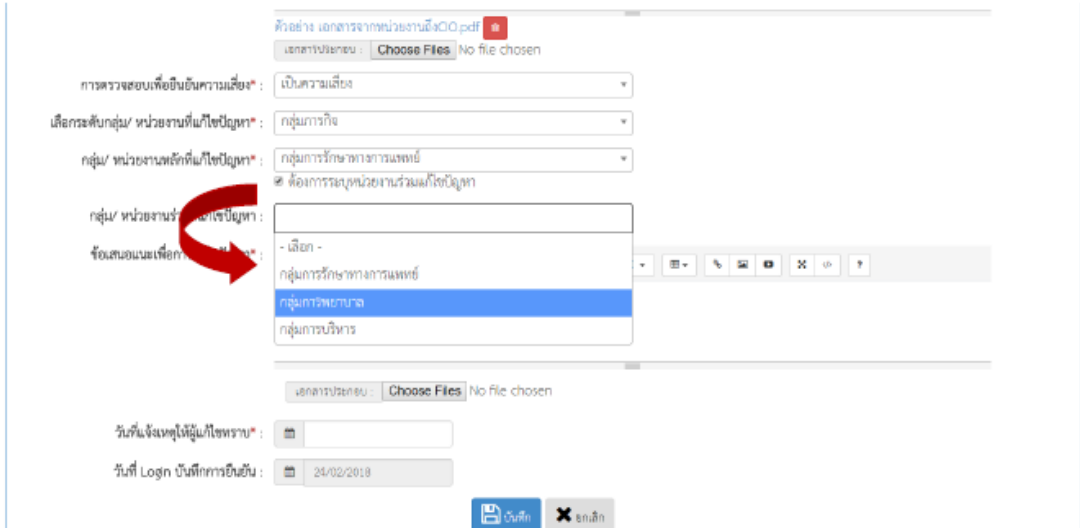 ตัวอย่าง เอกสารจากหน่วยงานถึงCIO.pdf
เอกสารประกอบ : Choose Files No file chosen
การตรวจสอบเพื่อยืนยันความเสี่ยง* : เป็นความเสี่ยง
เลือกระดับกลุ่ม/ หน่วยงานที่แก้ไขปัญหา* : กลุ่มภารกิจ
กลุ่ม/ หน่วยงานหลักที่แก้ไขปัญหา* : กลุ่มการรักษาทางการแพทย์
ต้องการระบุหน่วยงานร่วมแก้ไขปัญหา
กลุ่ม/ หน่วยงานร่วมแก้ไขปัญหา :
- เลือก -
ข้อเสนอแนะเพื่อการ ปัญหา* :
กลุ่มการรักษาทางการแพทย์
กลุ่มการพยาบาล
กลุ่มการบริหาร
เอกสารประกอบ : Choose Files No file chosen
วันที่แจ้งเหตุให้ผู้แก้ไขทราบ* :
วันที่ Login บันทึกการยืนยัน : 24/02/2018
บันทึก ยกเลิก